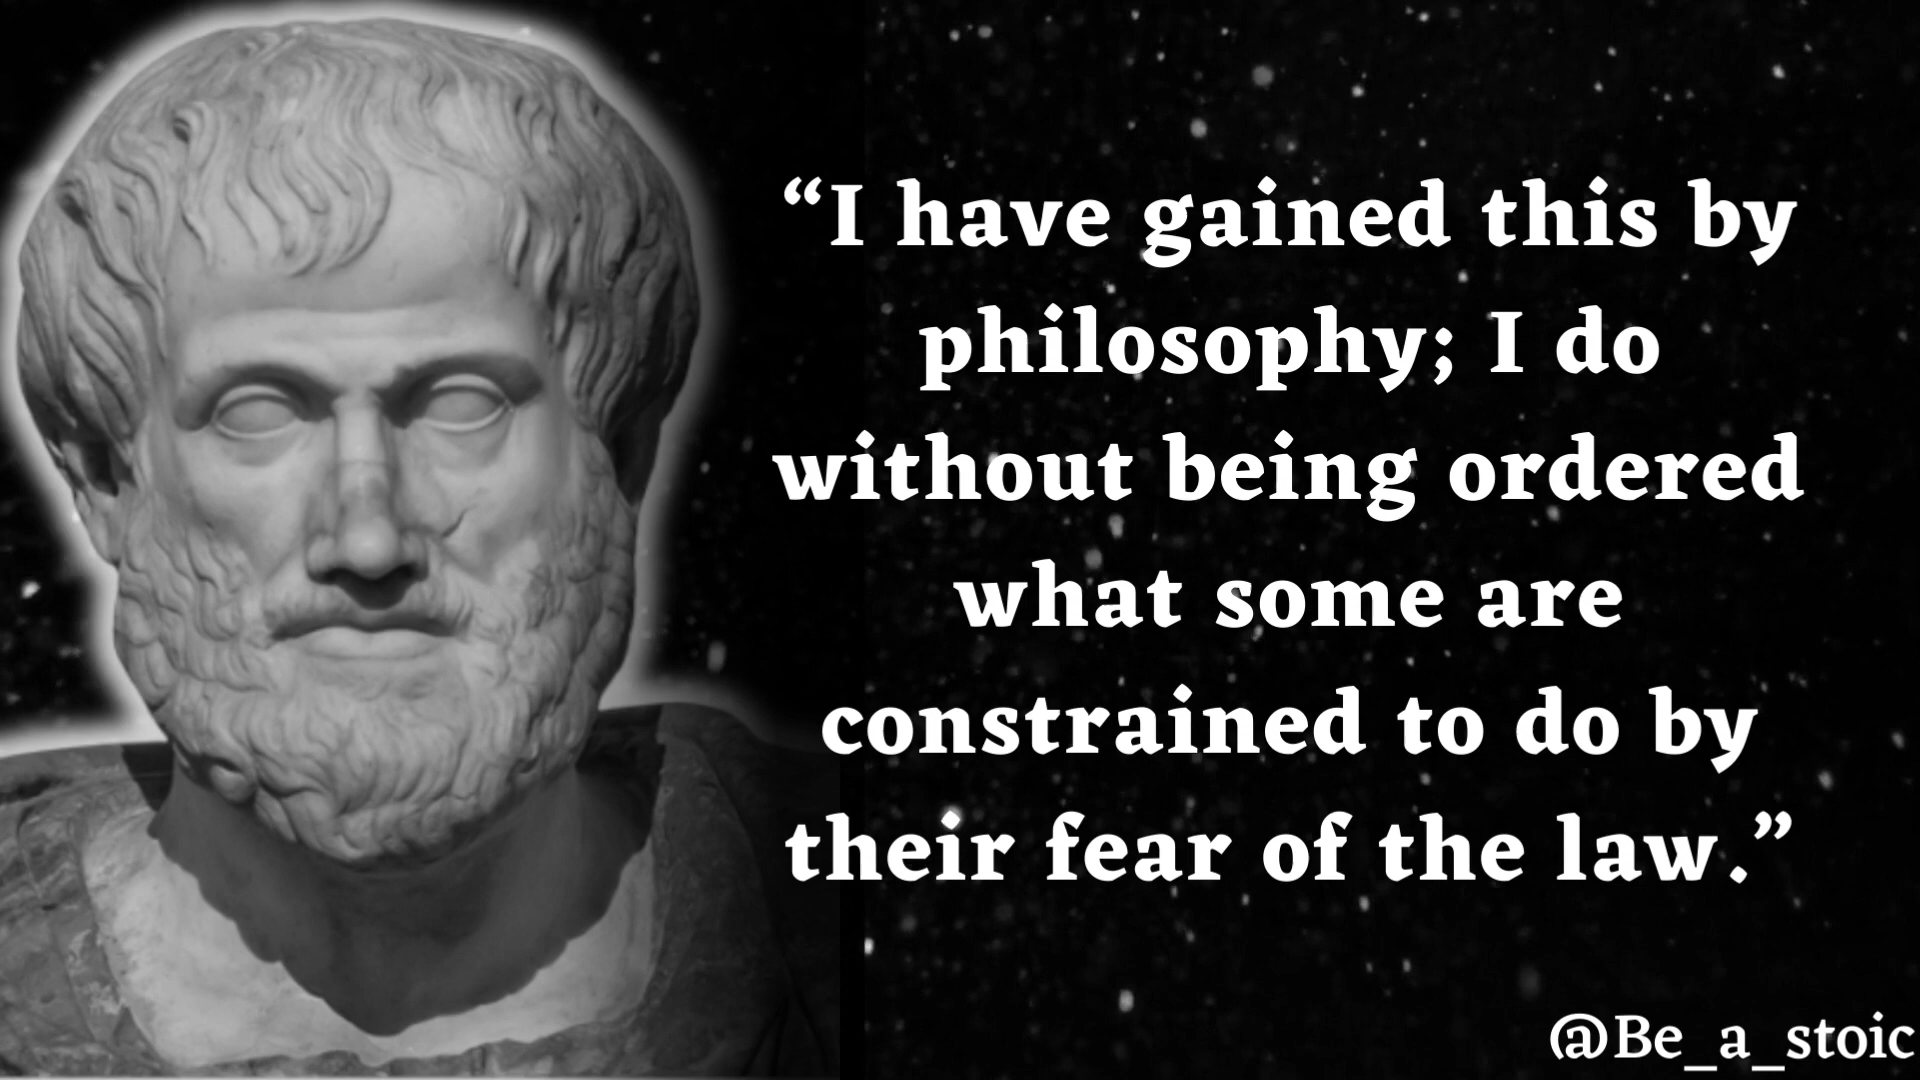 “I have gained this by
philosophy; I do
without being ordered
what some are
constrained to do by
their fear of the law.”
@Be_a_stoic